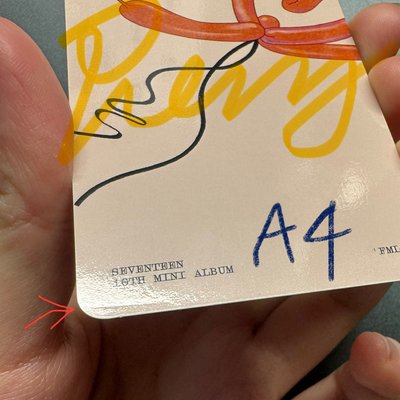 A4
SEVENTEEN
10TH MINI ALBUM
'FML